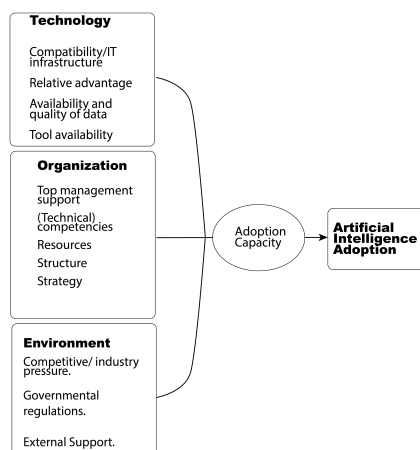 Technology
Compatibility/IT
infrastructure
Relative advantage
Availability and
quality of data
Tool availability
Organization
Top management
support
(Technical)
competencies
Resources
Structure
Strategy
Environment
Competitive/ industry
pressure.
Governmental
regulations.
External Support.
Adoption
Capacity
Artificial
Intelligence
Adoption